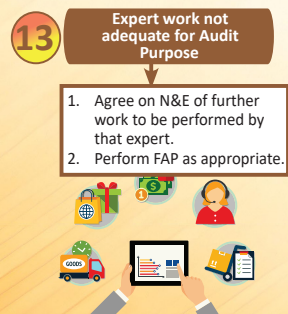 13
Expert work not
adequate for Audit
Purpose
1. Agree on N&E of further
work to be performed by
that expert.
2. Perform FAP as appropriate.
$
1
GOODS